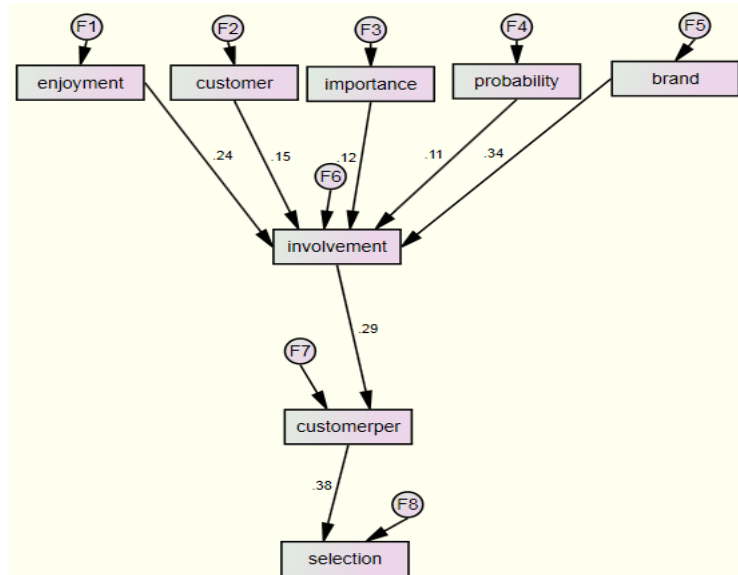 F1
F2
F3
F4
F5
enjoyment
customer
importance
probability
brand
.24
.15
.12
.11
.34
F6
involvement
.29
F7
customerper
.38
F8
selection